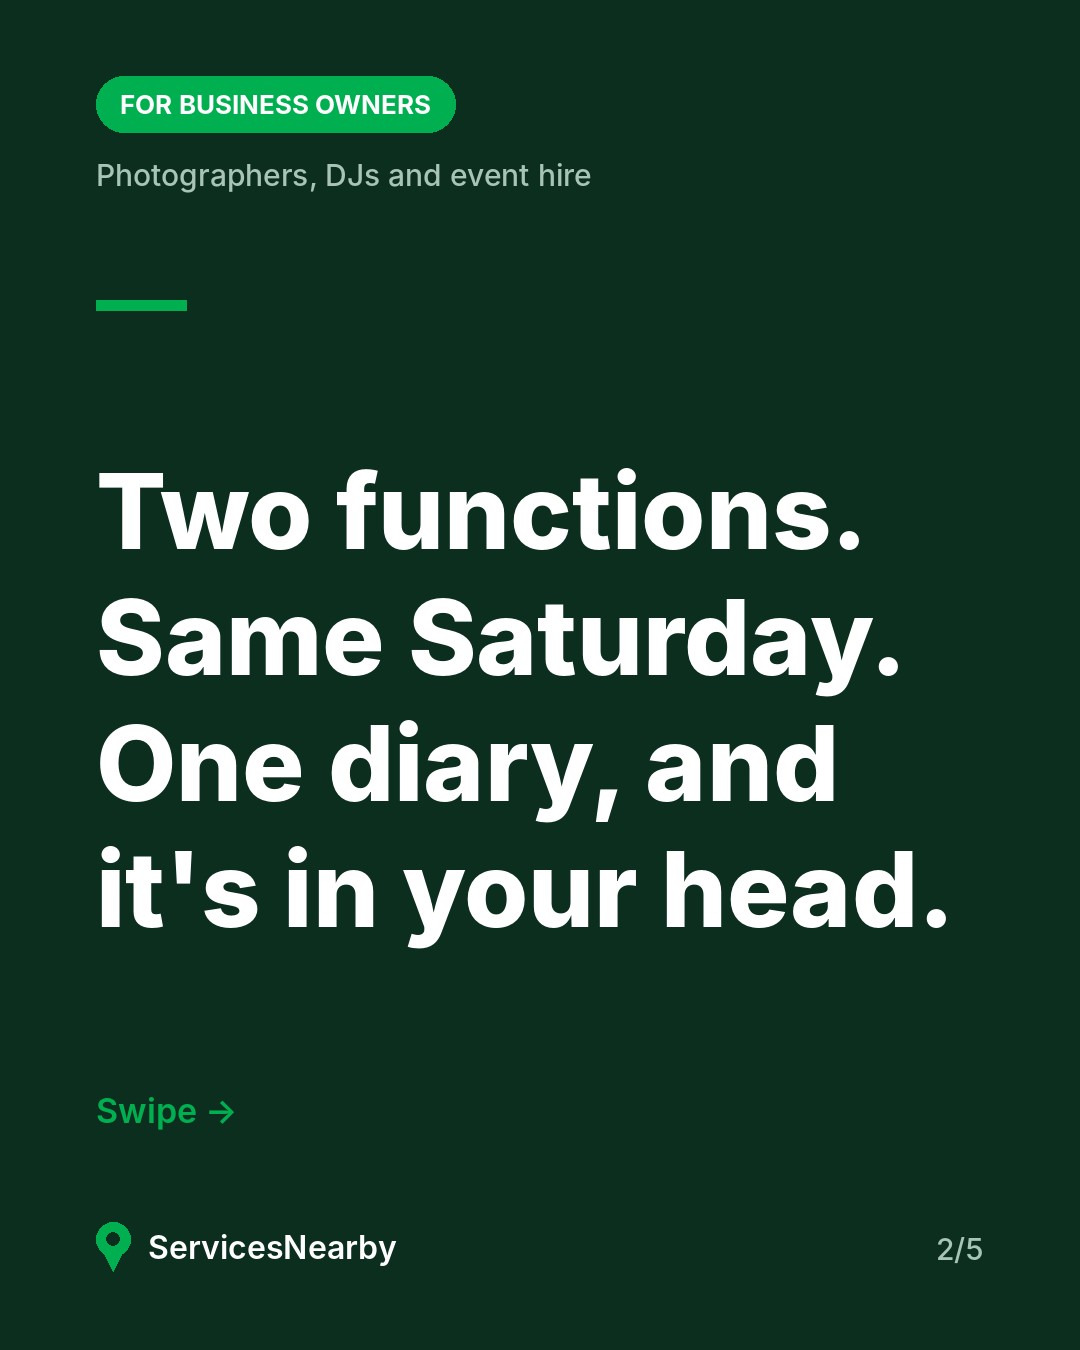 FOR BUSINESS OWNERS
Photographers, DJs and event hire
Two functions.
Same Saturday.
One diary, and
it's in your head.
Swipe →
ServicesNearby
2/5